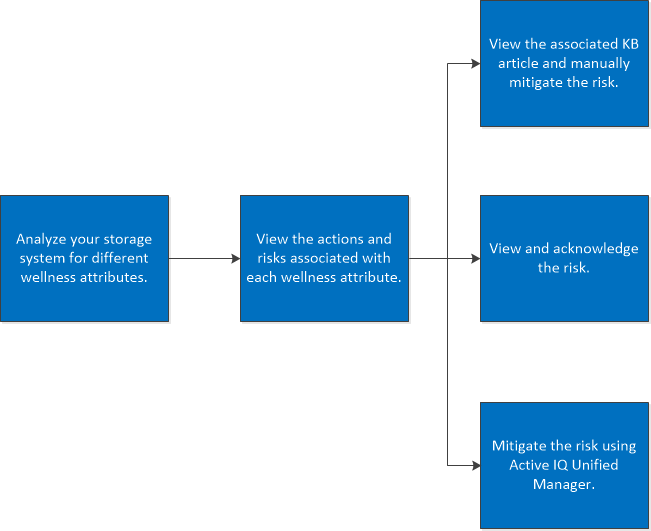 Analyze your storage
system for different
wellness attributes.
View the actions and
risks associated with
each wellness attribute.
View the associated KB
article and manually
mitigate the risk.
View and acknowledge
the risk.
Mitigate the risk using
Active IQ Unified
Manager.